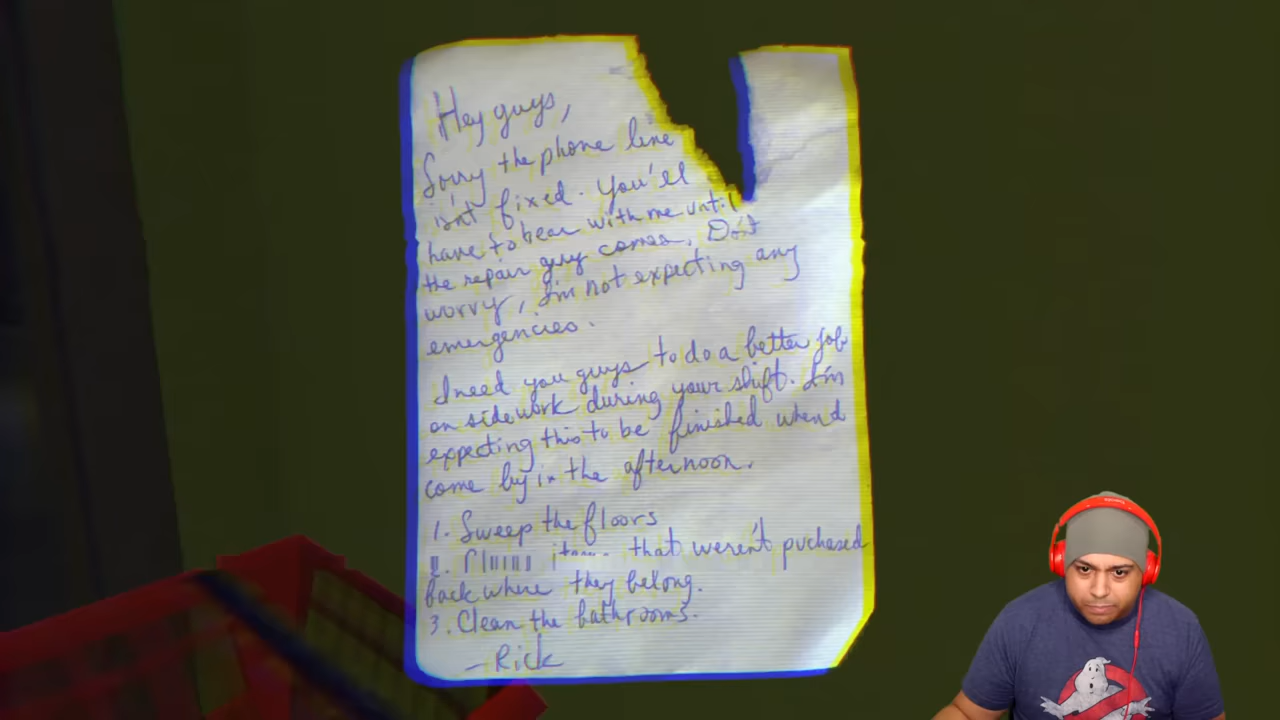 Hey guys,
Sorry the phone line
isn't fixed. You'll
have to bear with me until
the repair guy comes. Don't
worry, I'm not expecting any
emergencies.
I need you guys to do a better job
on sidework during your shift. I'm
expecting this to be finished when I
come by in the afternoon.
1. Sweep the floors
that weren't puchased
back where they belong.
3. Clean the bathrooms.
- Rick